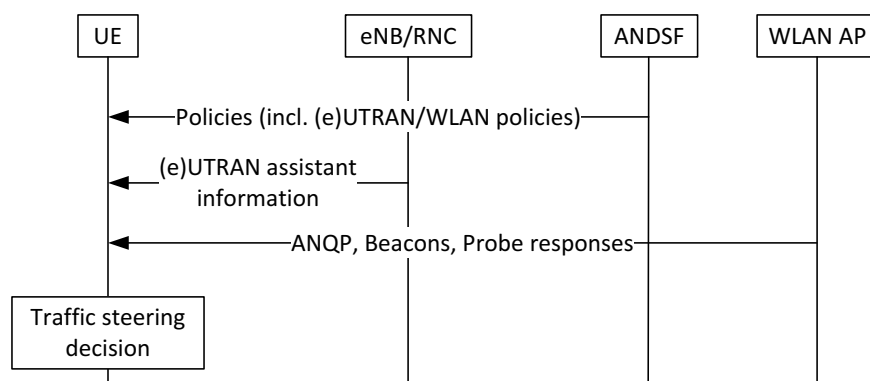 UE
eNB/RNC
ANDSF
WLAN AP
Policies (incl. (e)UTRAN/WLAN policies)
(e)UTRAN assistant
information
ANQP, Beacons, Probe responses
Traffic steering
decision